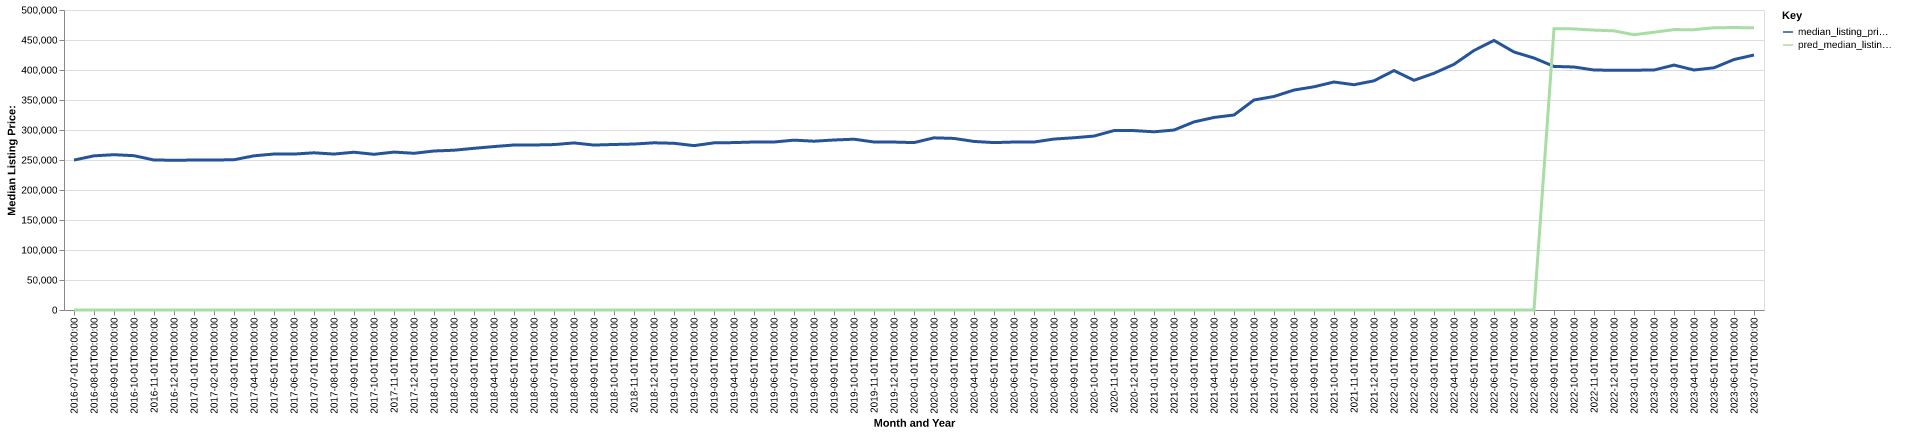 500,000
450,000
400,000
350,000
300,000
250,000
200,000
150,000
100,000
50,000
0
Median Listing Price:
2016-07-01T00:00:00
2016-08-01T00:00:00
2016-09-01T00:00:00
2016-10-01T00:00:00
2016-11-01T00:00:00
2016-12-01T00:00:00
2017-01-01T00:00:00
2017-02-01T00:00:00
2017-03-01T00:00:00
2017-04-01T00:00:00
2017-05-01T00:00:00
2017-06-01T00:00:00
2017-07-01T00:00:00
2017-08-01T00:00:00
2017-09-01T00:00:00
2017-10-01T00:00:00
2017-11-01T00:00:00
2017-12-01T00:00:00
2018-01-01T00:00:00
2018-02-01T00:00:00
2018-03-01T00:00:00
2018-04-01T00:00:00
2018-05-01T00:00:00
2018-06-01T00:00:00
2018-07-01T00:00:00
2018-08-01T00:00:00
2018-09-01T00:00:00
2018-10-01T00:00:00
2018-11-01T00:00:00
2018-12-01T00:00:00
2019-01-01T00:00:00
2019-02-01T00:00:00
2019-03-01T00:00:00
2019-04-01T00:00:00
2019-05-01T00:00:00
2019-06-01T00:00:00
2019-07-01T00:00:00
2019-08-01T00:00:00
2019-09-01T00:00:00
2019-10-01T00:00:00
2019-11-01T00:00:00
2019-12-01T00:00:00
2020-01-01T00:00:00
2020-02-01T00:00:00
2020-03-01T00:00:00
2020-04-01T00:00:00
2020-05-01T00:00:00
2020-06-01T00:00:00
2020-07-01T00:00:00
2020-08-01T00:00:00
2020-09-01T00:00:00
2020-10-01T00:00:00
2020-11-01T00:00:00
2020-12-01T00:00:00
2021-01-01T00:00:00
2021-02-01T00:00:00
2021-03-01T00:00:00
2021-04-01T00:00:00
2021-05-01T00:00:00
2021-06-01T00:00:00
2021-07-01T00:00:00
2021-08-01T00:00:00
2021-09-01T00:00:00
2021-10-01T00:00:00
2021-11-01T00:00:00
2021-12-01T00:00:00
2022-01-01T00:00:00
2022-02-01T00:00:00
2022-03-01T00:00:00
2022-04-01T00:00:00
2022-05-01T00:00:00
2022-06-01T00:00:00
2022-07-01T00:00:00
2022-08-01T00:00:00
2022-09-01T00:00:00
2022-10-01T00:00:00
2022-11-01T00:00:00
2022-12-01T00:00:00
2023-01-01T00:00:00
2023-02-01T00:00:00
2023-03-01T00:00:00
2023-04-01T00:00:00
2023-05-01T00:00:00
2023-06-01T00:00:00
2023-07-01T00:00:00
Month and Year
Key
median_listing_pri…
pred_median_listin…